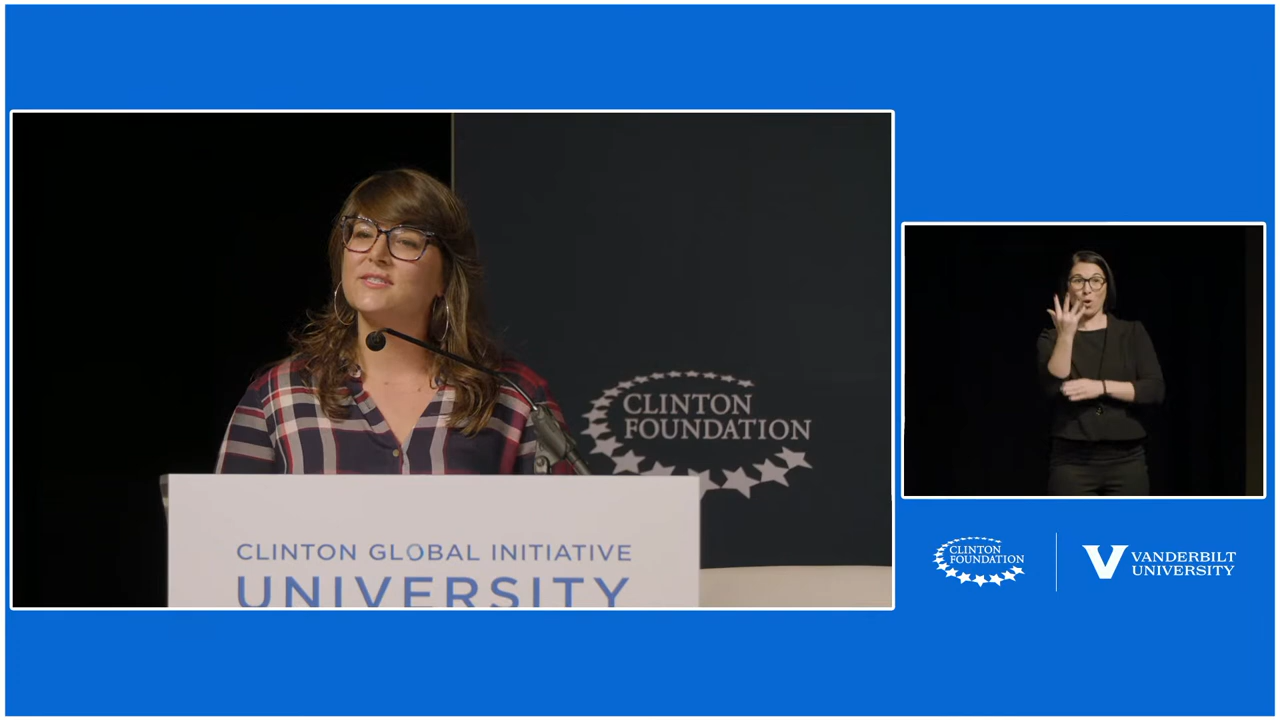 CLINTON
FOUNDATION
CLINTON GLOBAL INITIATIVE
UNIVERSITY
CLINTON
FOUNDATION
VANDERBILT
UNIVERSITY